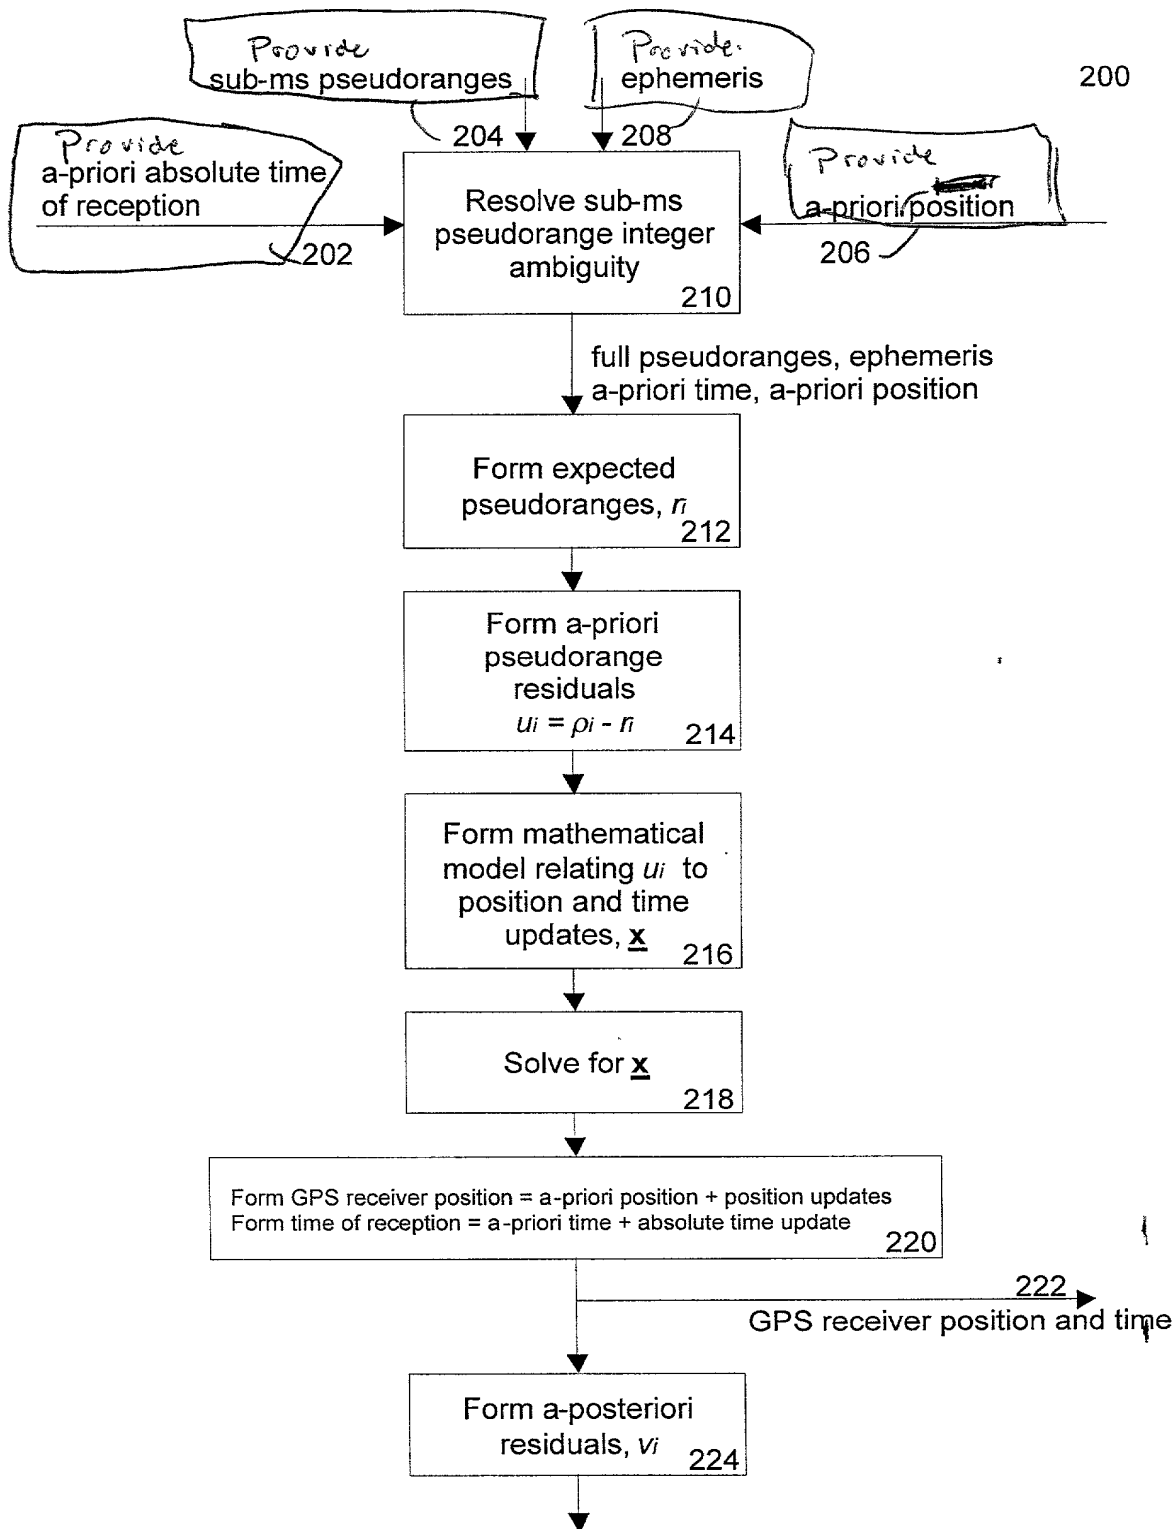 Provide
sub-ms pseudoranges
204
Provide
ephemeris
208
200
Provide
a-priori absolute time
of reception
202
Provide
a-priori position
206
Resolve sub-ms
pseudorange integer
ambiguity
210
full pseudoranges, ephemeris
a-priori time, a-priori position
Form expected
pseudoranges, ri
212
Form a-priori
pseudorange
residuals
ui = ρi - ri
214
Form mathematical
model relating ui to
position and time
updates, x
216
Solve for x
218
Form GPS receiver position = a-priori position + position updates
Form time of reception = a-priori time + absolute time update
220
222
GPS receiver position and time
Form a-posteriori
residuals, vi
224